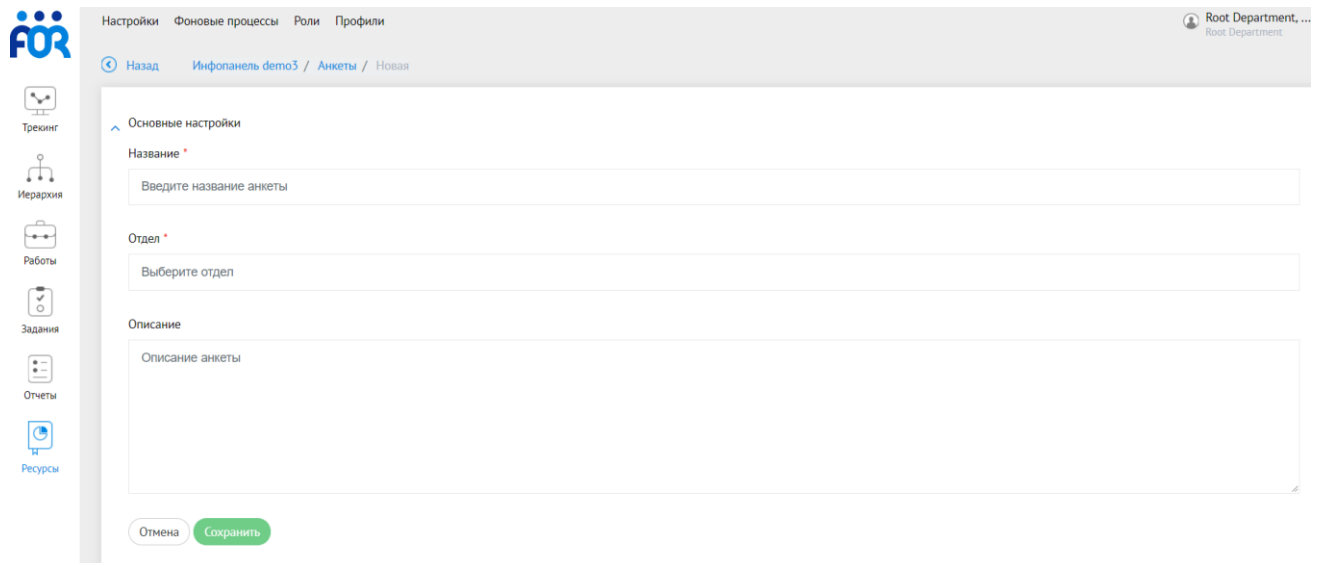 FOR
Настройки Фоновые процессы Роли Профили
Root Department, ...
Root Department
Назад Инфопанель demo3 / Анкеты / Новая
Трекинг
Иерархия
Работы
Задания
Отчеты
Ресурсы
Основные настройки
Название *
Введите название анкеты
Отдел *
Выберите отдел
Описание
Описание анкеты
Отмена Сохранить